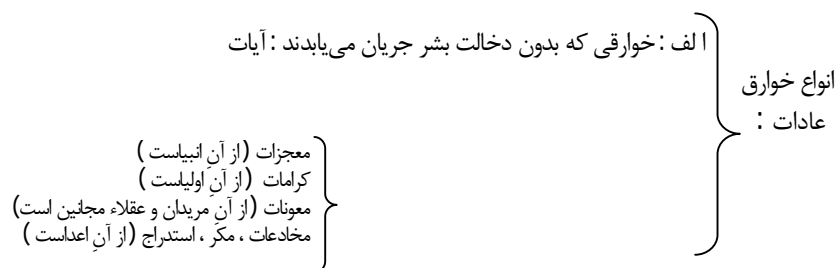 انواع خوارق
عادات :
ا لف : خوارقی که بدون دخالت بشر جریان می‌یابدند : آیات
معجزات (از آنِ انبیاست )
کرامات (از آنِ اولیاست )
معونات (از آنِ مریدان و عقلاء مجانین است)
مخادعات ، مکر ، استدراج (از آنِ اعداست )